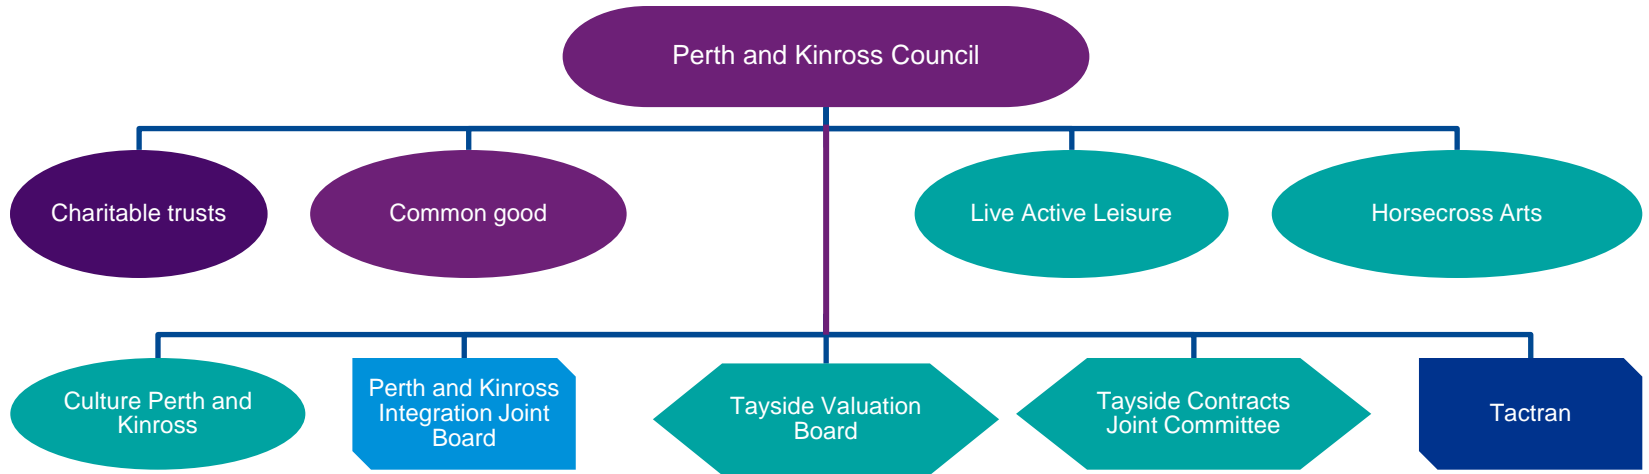 Perth and Kinross Council
Charitable trusts
Common good
Live Active Leisure
Horsecross Arts
Culture Perth and
Kinross
Perth and Kinross
Integration Joint
Board
Tayside Valuation
Board
Tayside Contracts
Joint Committee
Tactran